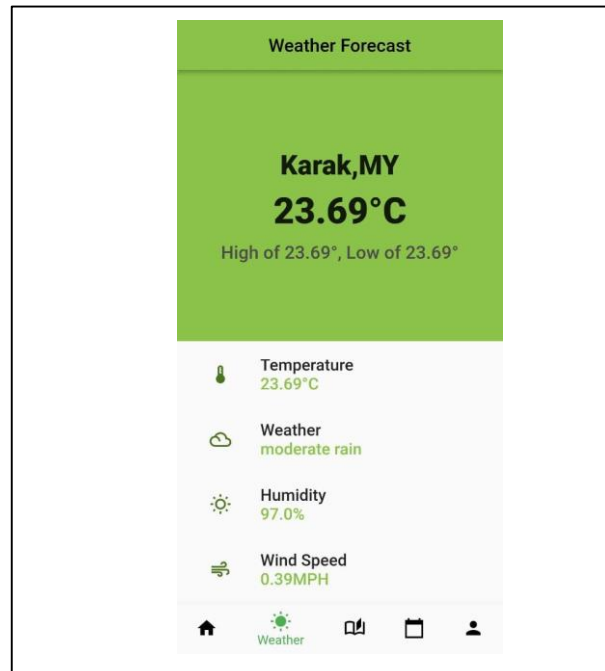 Weather Forecast
Karak,MY
23.69°C
High of 23.69°, Low of 23.69°
Temperature
23.69°C
Weather
moderate rain
Humidity
97.0%
Wind Speed
0.39MPH
Weather